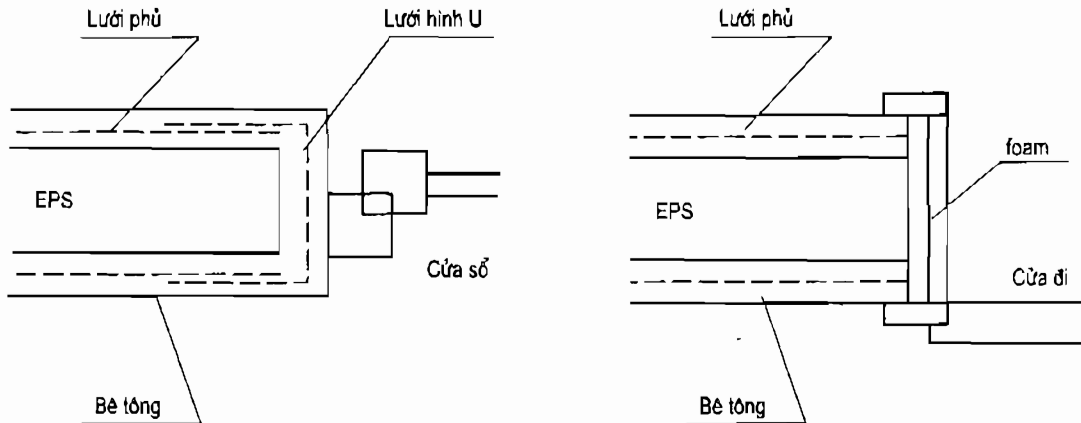 Lưới phủ
Lưới hình U
EPS
Cửa sổ
Bê tông
Lưới phủ
foam
EPS
Cửa đi
Bê tông